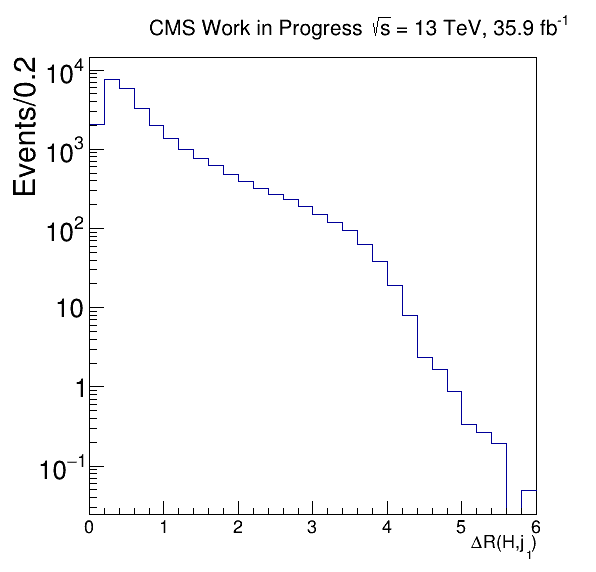 CMS Work in Progress √s = 13 TeV, 35.9 fb⁻¹
Events/0.2
10⁴
10³
10²
10
1
10⁻¹
0 1 2 3 4 5 6
ΔR(H,j₁)